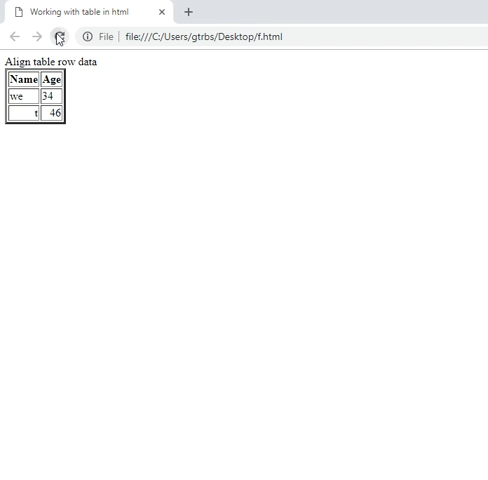 Working with table in html
File file:///C:/Users/gtrbs/Desktop/f.html
Align table row data
Name Age
we 34
t 46